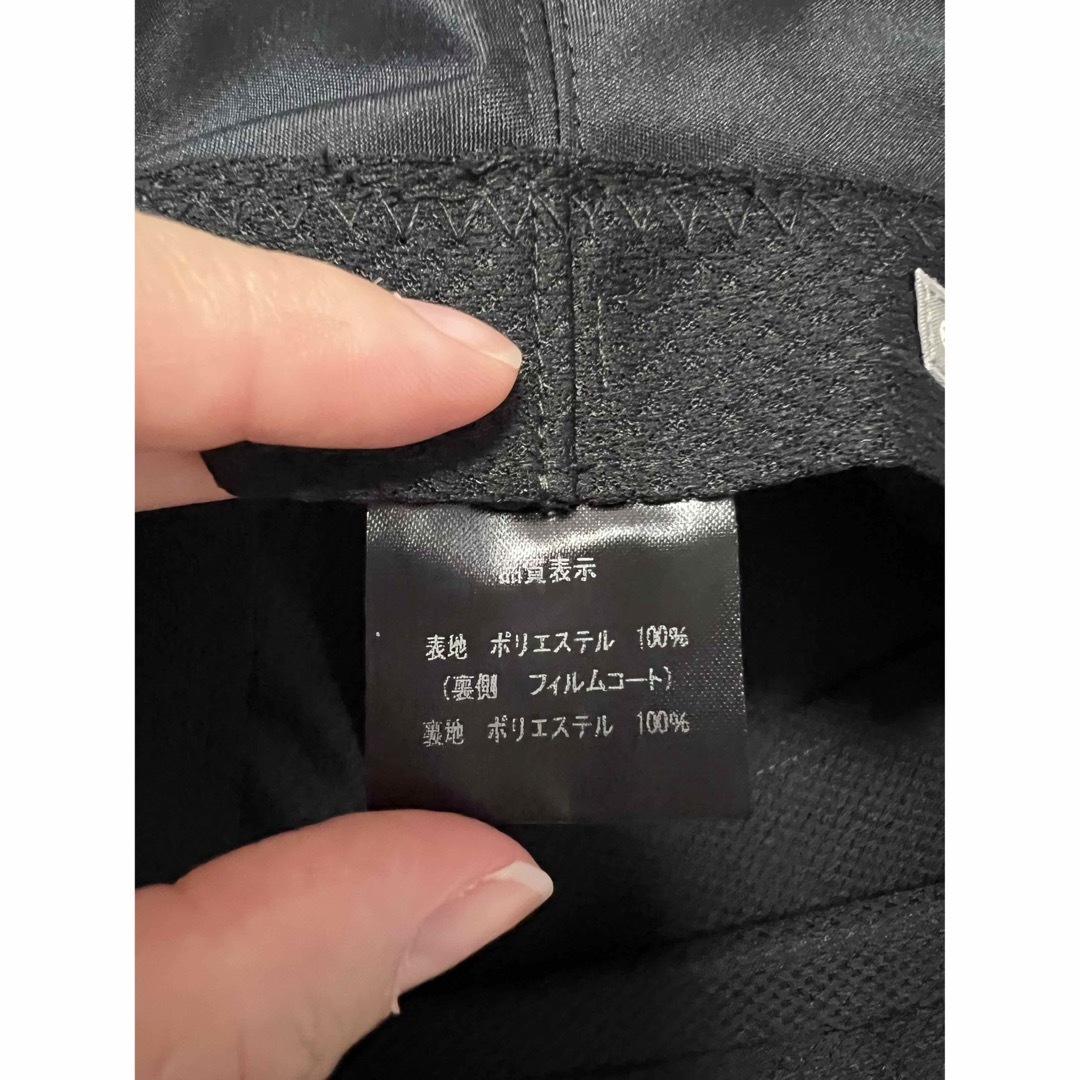 品質表示
表地 ポリエステル 100%
(裏側 フィルムコート)
裏地 ポリエステル 100%